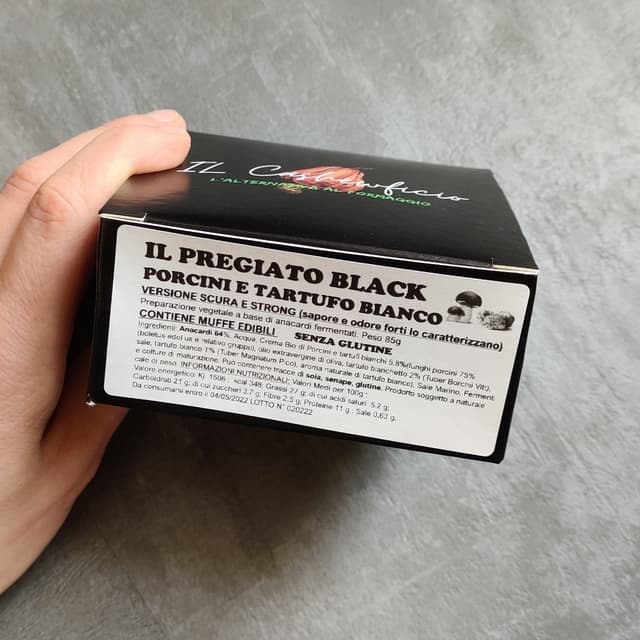 IL Cashewficio
L'ALTERNATIVA AL FORMAGGIO
IL PREGIATO BLACK
PORCINI E TARTUFO BIANCO
VERSIONE SCURA E STRONG (sapore e odore forti lo caratterizzano)
Preparazione vegetale a base di anacardi fermentati. Peso 85g
CONTIENE MUFFE EDIBILI SENZA GLUTINE
Ingredienti: Anacardi 64%, Acqua, Crema Bio di Porcini e tartufi bianchi 5.8%(funghi porcini 75%
(boletus edolus e relativo gruppo), olio extravergine di oliva, tartufo bianchetto 2% (Tuber Borchii Vitt),
sale, tartufo bianco 1% (Tuber Magnatum Pico), aroma naturale di tartufo bianco), Sale Marino, Fermenti
e colture di maturazione. Può contenere tracce di soia, senape, glutine. Prodotto soggetto a naturale
calo di peso. INFORMAZIONI NUTRIZIONALI: Valori Medi per 100g :
Valore energetico: Kj 1506 ; kcal 348; Grassi 27 g: di cui acidi saturi 5.2 g;
Carboidrati 21 g; di cui zuccheri 3.7 g; Fibre 2.5 g; Proteine 11 g ; Sale 0.63 g.
Da consumarsi enrro il 04/05/2022 LOTTO N° 020222